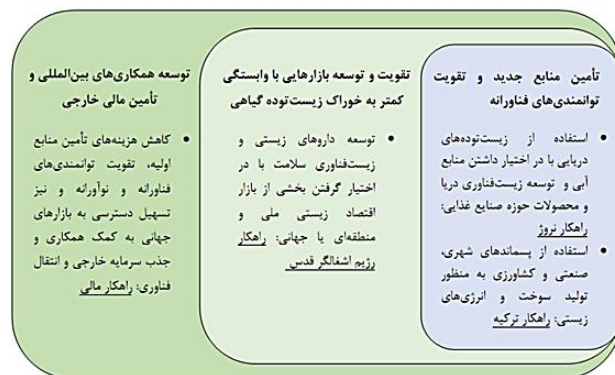 تأمین منابع جدید و تقویت
توانمندی‌های فناورانه
• استفاده از زیست‌توده‌های
دریایی با در اختیار داشتن منابع
آبی و توسعه زیست‌فناوری دریا
و محصولات حوزه صنایع غذایی:
راهکار نروژ
• استفاده از پسماندهای شهری،
صنعتی و کشاورزی به منظور
تولید سوخت و انرژی‌های
زیستی: راهکار ترکیه
تقویت و توسعه بازارهایی با وابستگی
کمتر به خوراک زیست‌توده گیاهی
• توسعه داروهای زیستی و
زیست‌فناوری سلامت با در
اختیار گرفتن بخشی از بازار
اقتصاد زیستی ملی و
منطقه‌ای یا جهانی: راهکار
رژیم اشغالگر قدس
توسعه همکاری‌های بین‌المللی و
تأمین مالی خارجی
• کاهش هزینه‌های تأمین منابع
اولیه، تقویت توانمندی‌های
فناورانه و نوآورانه و نیز
تسهیل دسترسی به بازارهای
جهانی به کمک همکاری و
جذب سرمایه خارجی و انتقال
فناوری: راهکار مالی